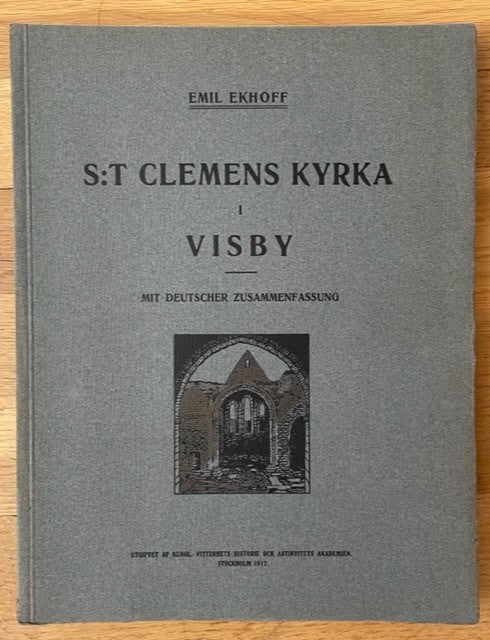 EMIL EKHOFF
S:T CLEMENS KYRKA
I
VISBY
MIT DEUTSCHER ZUSAMMENFASSUNG
UTGIFVET AF KUNGL. VITTERHETS HISTORIE OCH ANTIKVITETS AKADEMIEN.
STOCKHOLM 1912.